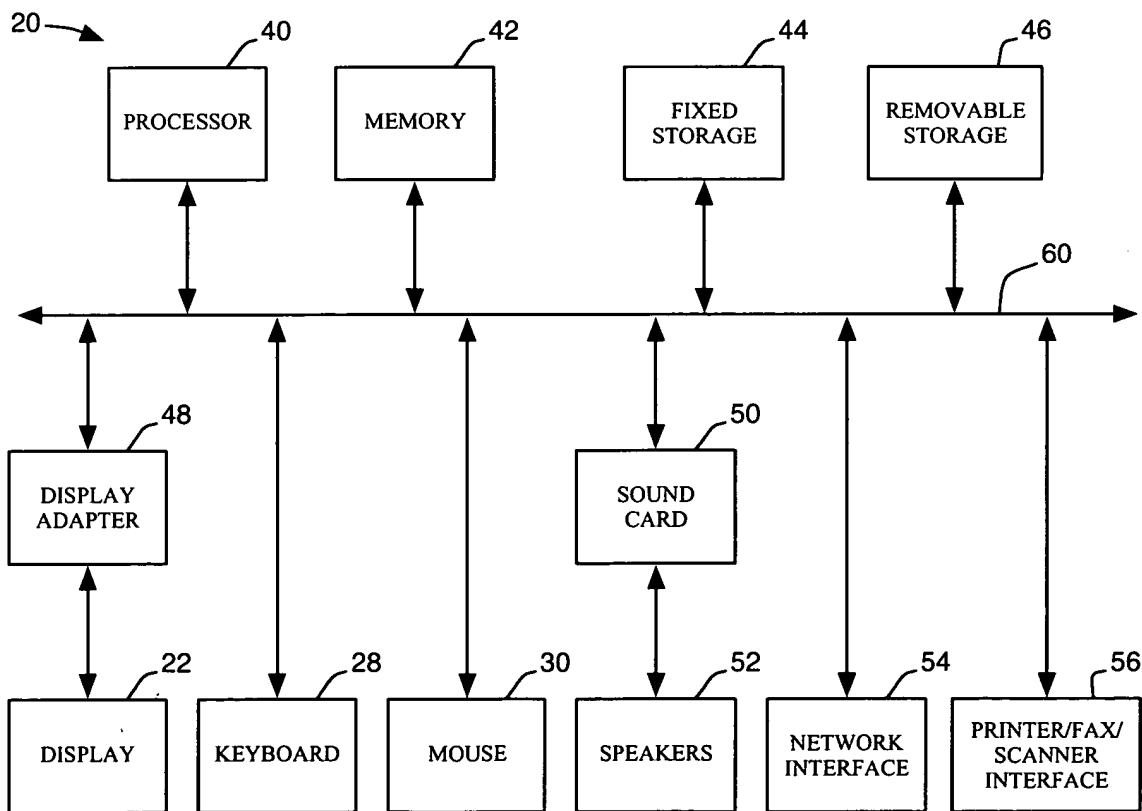 20
40
42
44
46
PROCESSOR
MEMORY
FIXED
STORAGE
REMOVABLE
STORAGE
60
48
50
DISPLAY
ADAPTER
SOUND
CARD
22
28
30
52
54
56
DISPLAY
KEYBOARD
MOUSE
SPEAKERS
NETWORK
INTERFACE
PRINTER/FAX/
SCANNER
INTERFACE